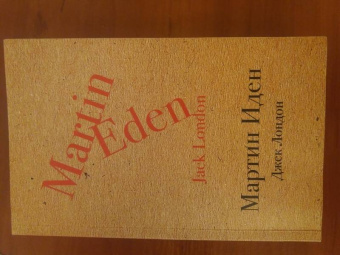 Martin
Eden
Jack London
Мартин Иден
Джек Лондон